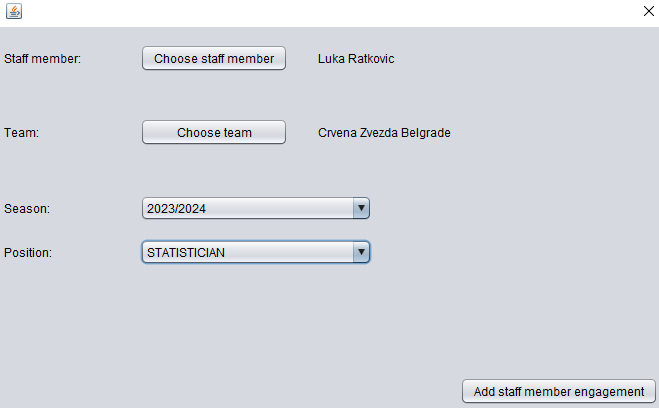 Staff member: Choose staff member Luka Ratkovic
Team: Choose team Crvena Zvezda Belgrade
Season: 2023/2024
Position: STATISTICIAN
Add staff member engagement